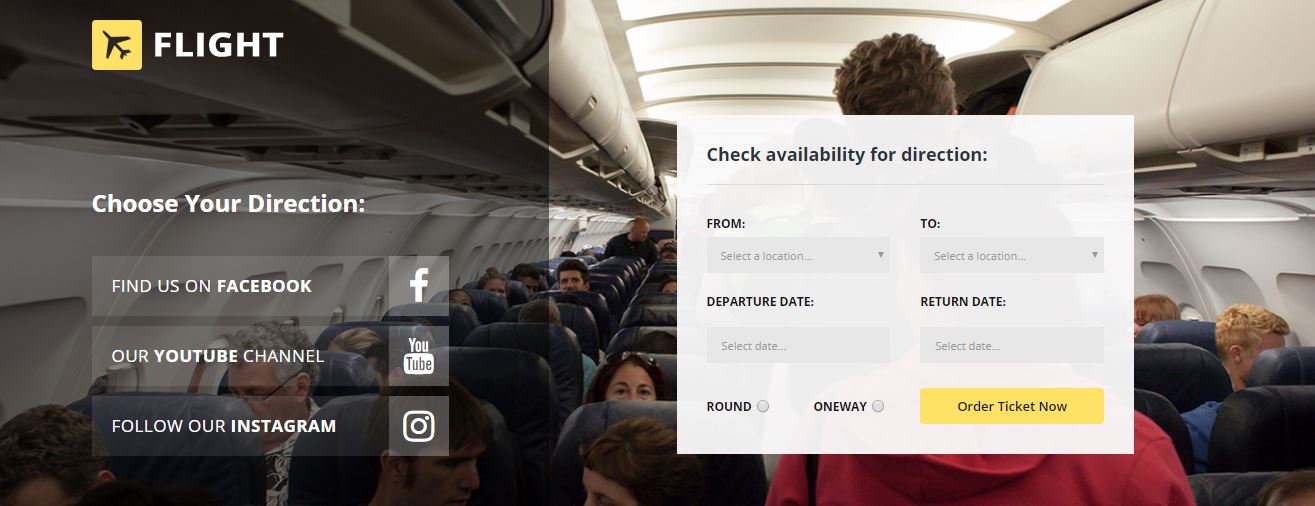 FLIGHT
Choose Your Direction:
FIND US ON FACEBOOK
OUR YOUTUBE CHANNEL
You
Tube
FOLLOW OUR INSTAGRAM
Check availability for direction:
FROM:
Select a location...
TO:
Select a location...
DEPARTURE DATE:
Select date...
RETURN DATE:
Select date...
ROUND
ONEWAY
Order Ticket Now